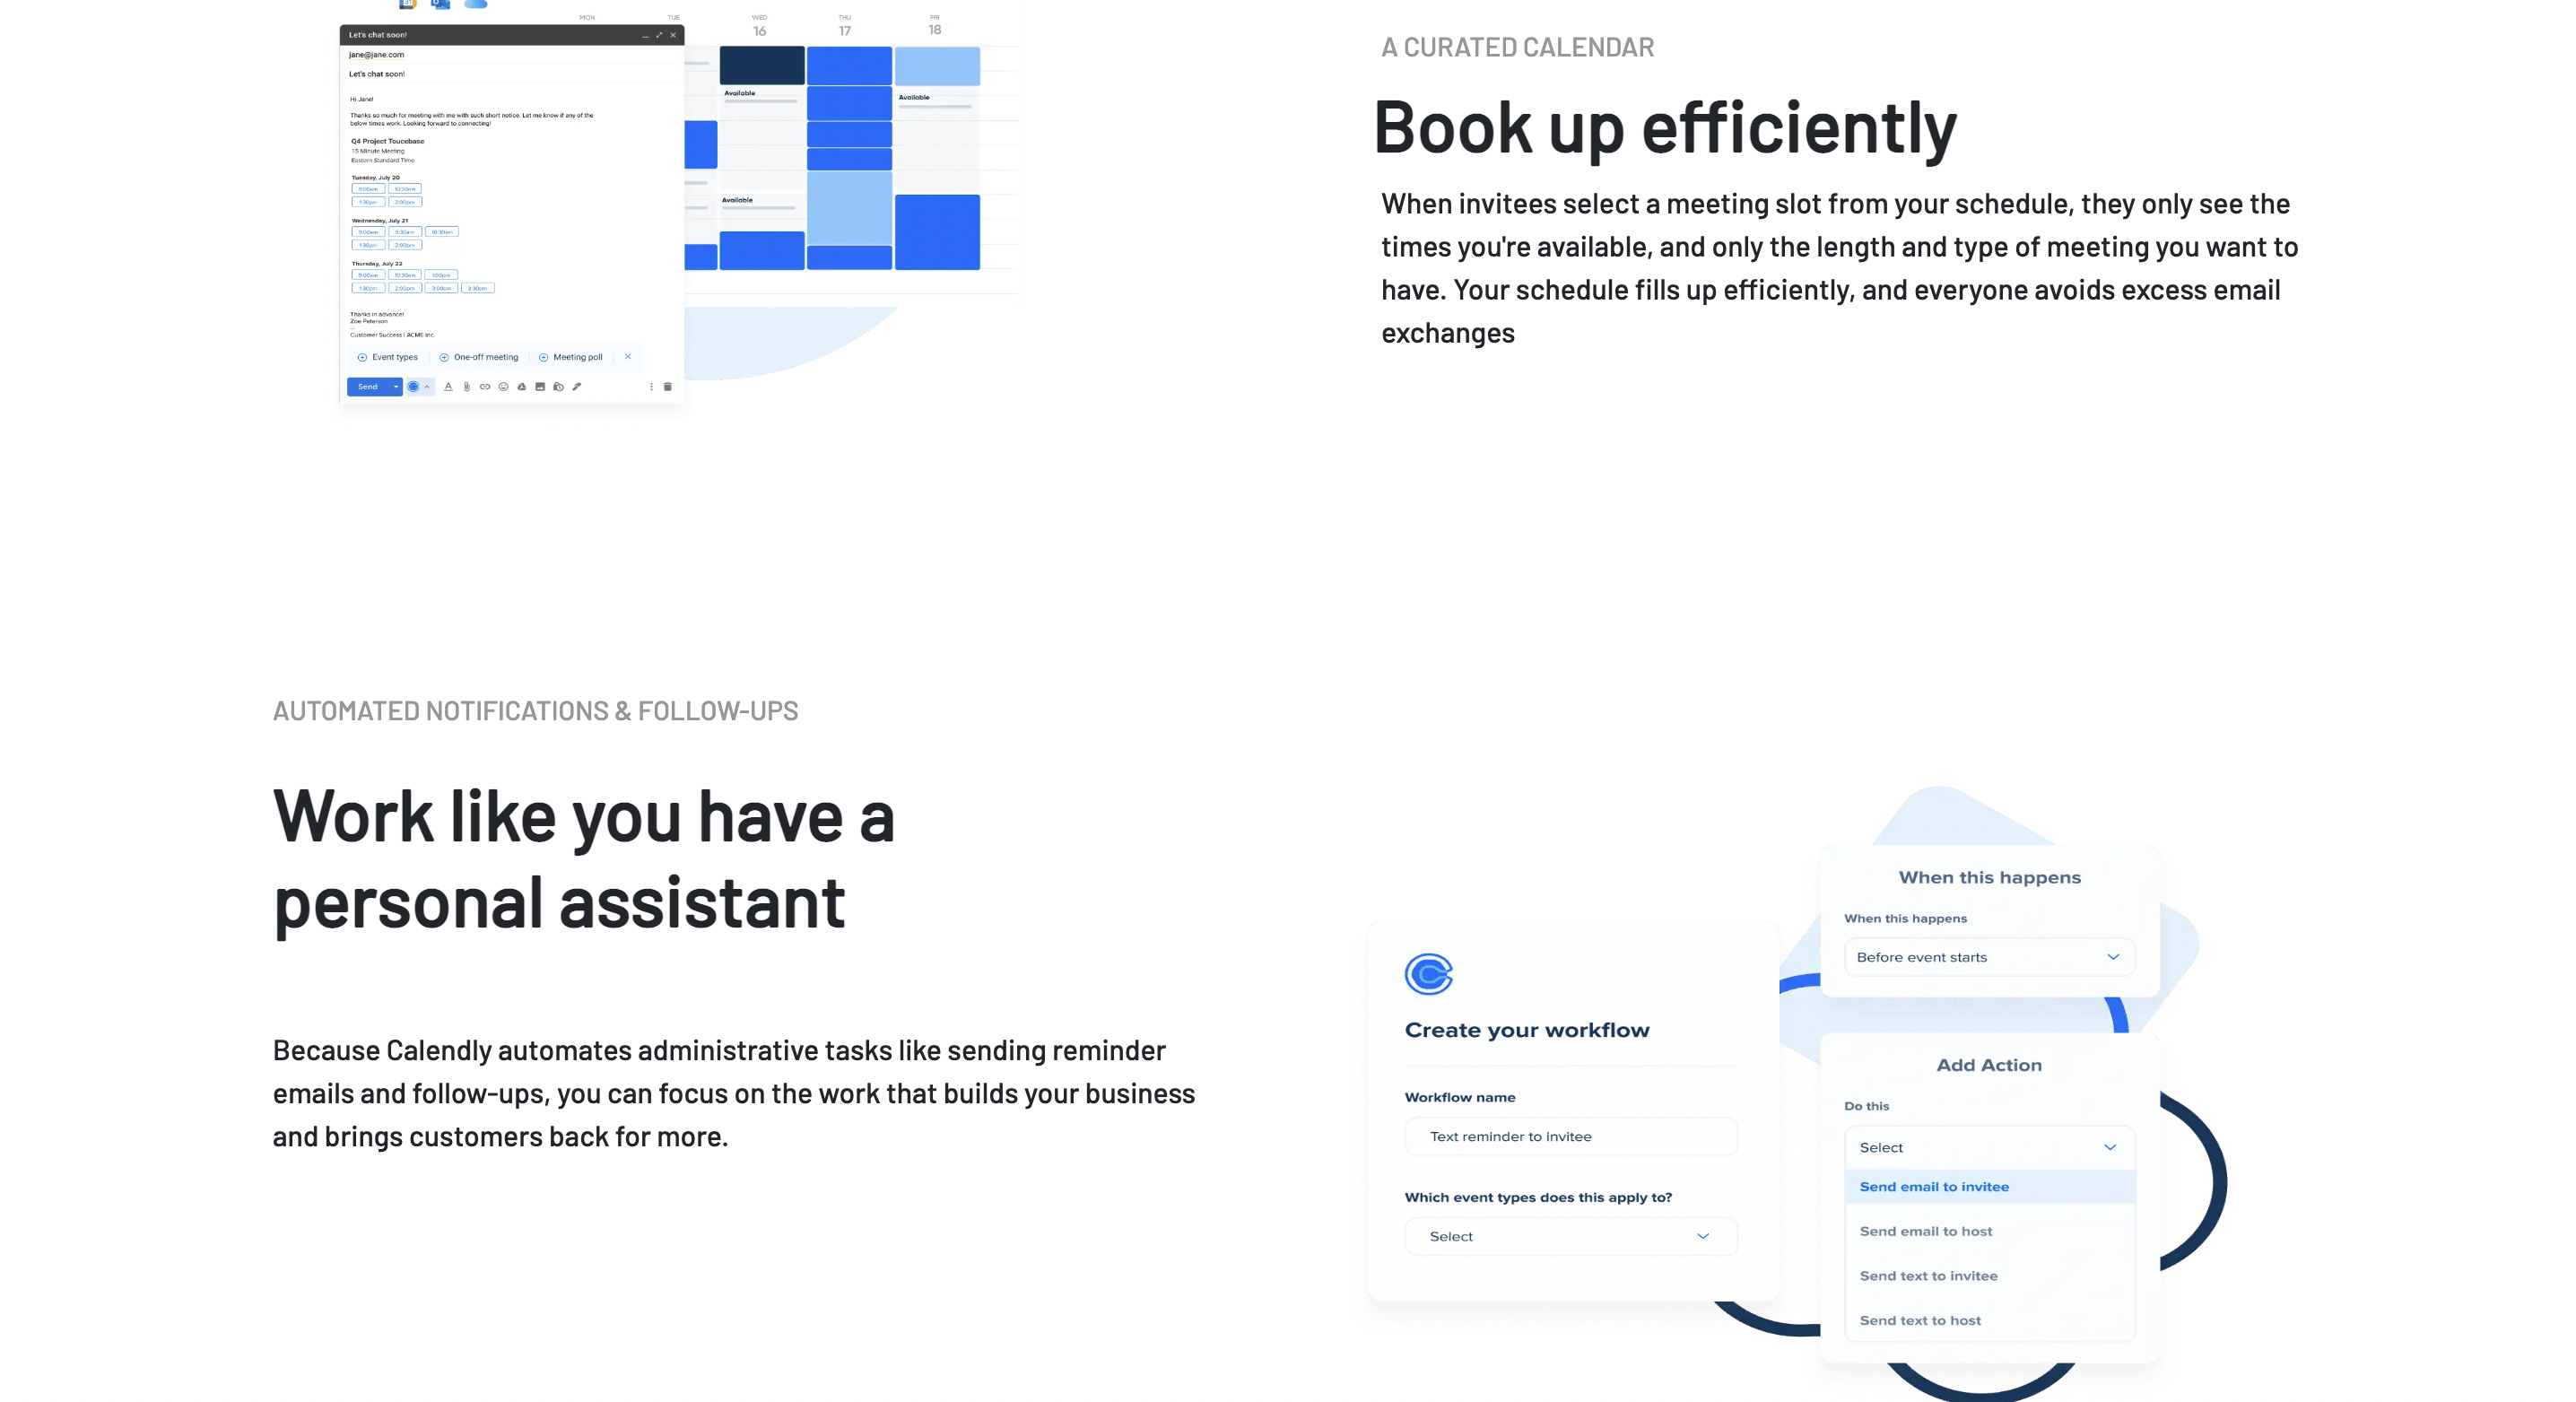 MON TUE WED THU FRI
16 17 18
Let's chat soon!
jane@jane.com
Let's chat soon!
Hi Jane!
Thanks so much for meeting with me with such short notice. Let me know if any of the
below times work. Looking forward to connecting!
Q4 Project Toucebase
15 Minute Meeting
Eastern Standard Time
Tuesday, July 20
9:00am 10:30am
1:30pm 2:00pm
Wednesday, July 21
9:00am 9:30am 10:30am
1:30pm 2:00pm
Thursday, July 22
9:00am 10:30am 1:00pm
1:30pm 2:00pm 3:00pm 3:30pm
Thanks in advance!
Zoe Peterson
--
Customer Success | ACME Inc.
Event types One-off meeting Meeting poll
Send
Available
Available
Available
A CURATED CALENDAR
Book up efficiently
When invitees select a meeting slot from your schedule, they only see the
times you're available, and only the length and type of meeting you want to
have. Your schedule fills up efficiently, and everyone avoids excess email
exchanges
AUTOMATED NOTIFICATIONS & FOLLOW-UPS
Work like you have a
personal assistant
Because Calendly automates administrative tasks like sending reminder
emails and follow-ups, you can focus on the work that builds your business
and brings customers back for more.
Create your workflow
Workflow name
Text reminder to invitee
Which event types does this apply to?
Select
When this happens
When this happens
Before event starts
Add Action
Do this
Select
Send email to invitee
Send email to host
Send text to invitee
Send text to host